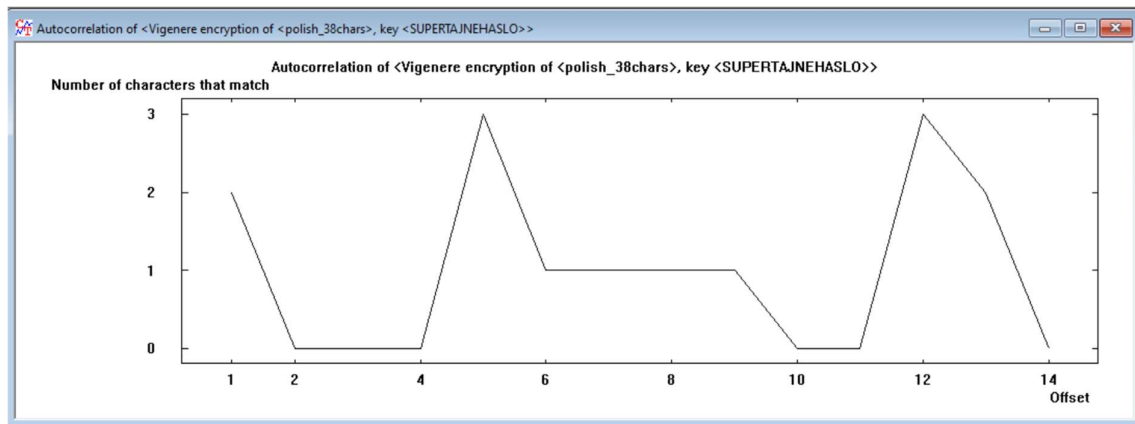 Autocorrelation of <Vigenere encryption of <polish_38chars>, key <SUPERTAJNEHASLO>>
Autocorrelation of <Vigenere encryption of <polish_38chars>, key <SUPERTAJNEHASLO>>
Number of characters that match
3
2
1
0
1 2 4 6 8 10 12 14
Offset